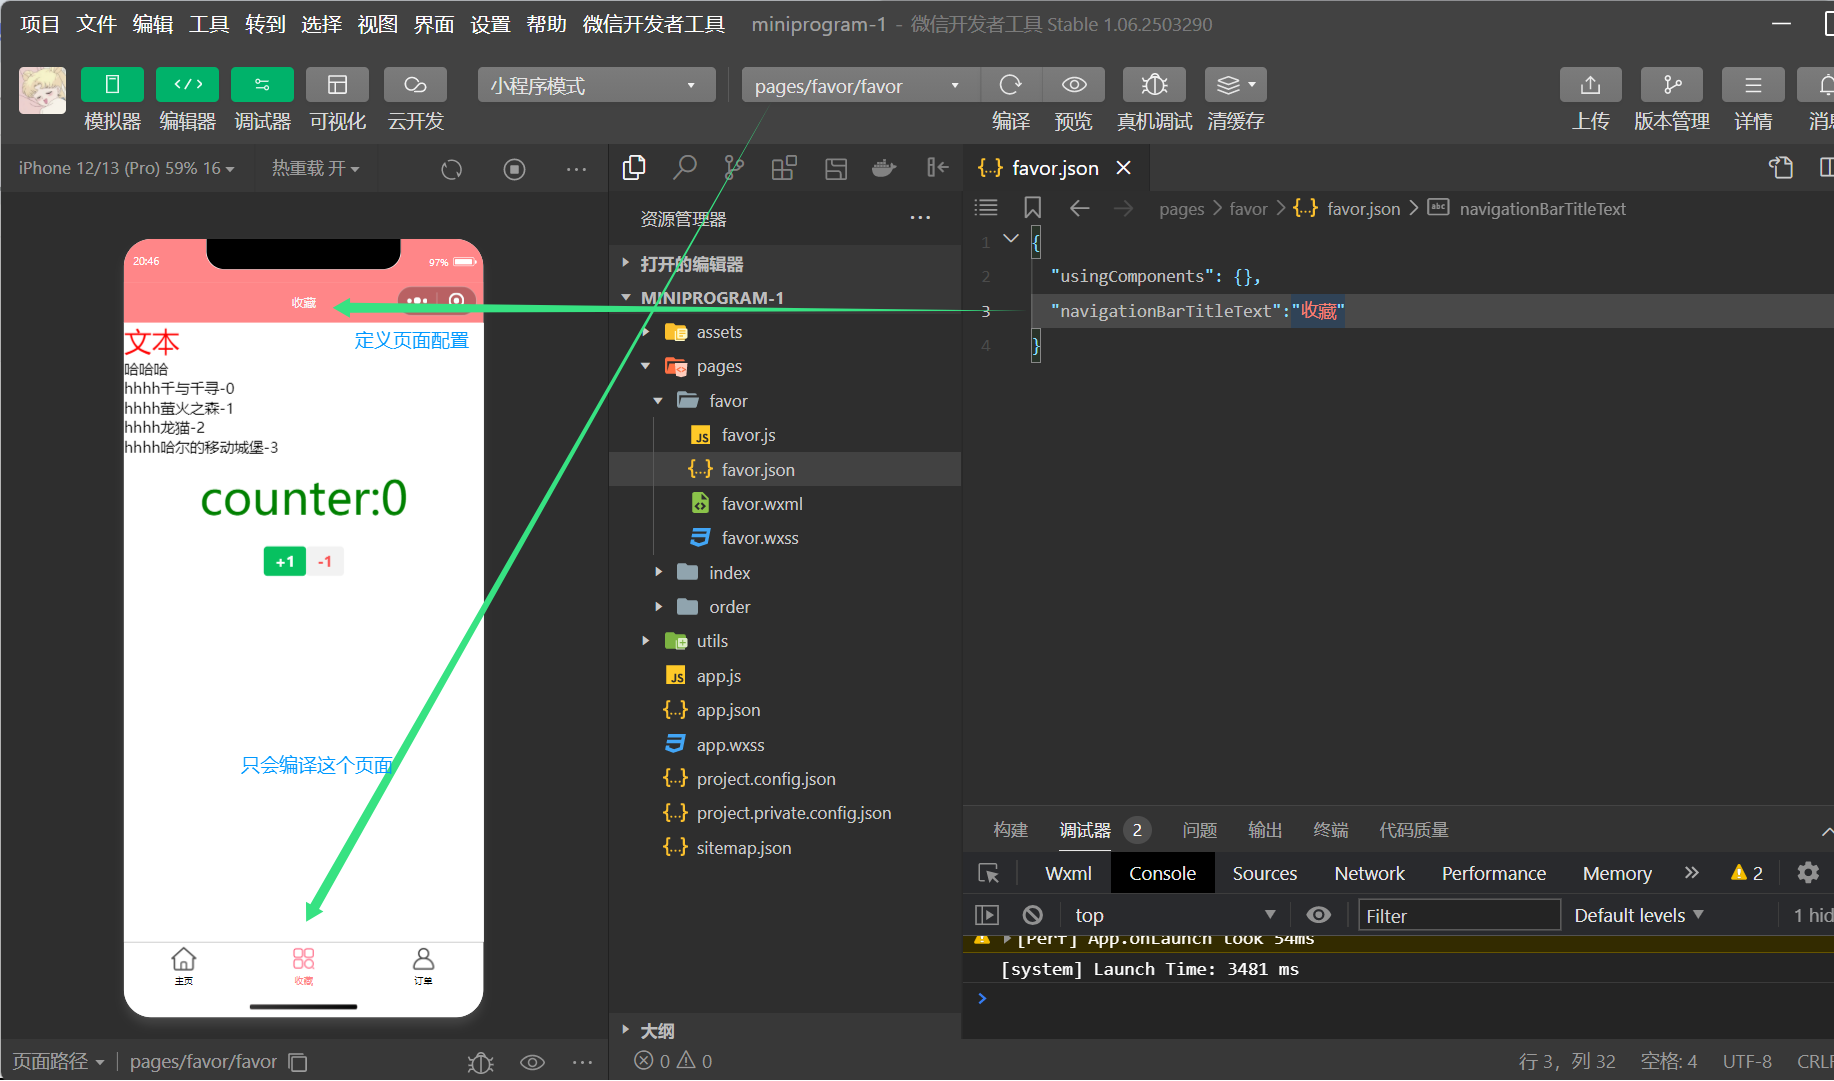 项目 文件 编辑 工具 转到 选择 视图 界面 设置 帮助 微信开发者工具 miniprogram-1 - 微信开发者工具 Stable 1.06.2503290
小程序模式 pages/favor/favor
模拟器 编辑器 调试器 可视化 云开发 编译 预览 真机调试 清缓存 上传 版本管理 详情
iPhone 12/13 (Pro) 59% 16 热重载 开
20:46 97%
收藏
文本 定义页面配置
哈哈哈
hhhh千与千寻-0
hhhh萤火之森-1
hhhh龙猫-2
hhhh哈尔的移动城堡-3
counter:0
+1 -1
只会编译这个页面
主页 收藏 订单
页面路径 pages/favor/favor
资源管理器
打开的编辑器
MINIPROGRAM-1
assets
pages
favor
JS favor.js
{..} favor.json
favor.wxml
favor.wxss
index
order
utils
JS app.js
{..} app.json
app.wxss
{..} project.config.json
{..} project.private.config.json
{..} sitemap.json
大纲
0 0
{..} favor.json
pages > favor > {..} favor.json > abc navigationBarTitleText
1 {
2 "usingComponents": {},
3 "navigationBarTitleText":"收藏"
4 }
构建 调试器 2 问题 输出 终端 代码质量
Wxml Console Sources Network Performance Memory 2
top Filter Default levels 1
[Perf] App.onLaunch took 54ms
[system] Launch Time: 3481 ms
行 3，列 32 空格: 4 UTF-8